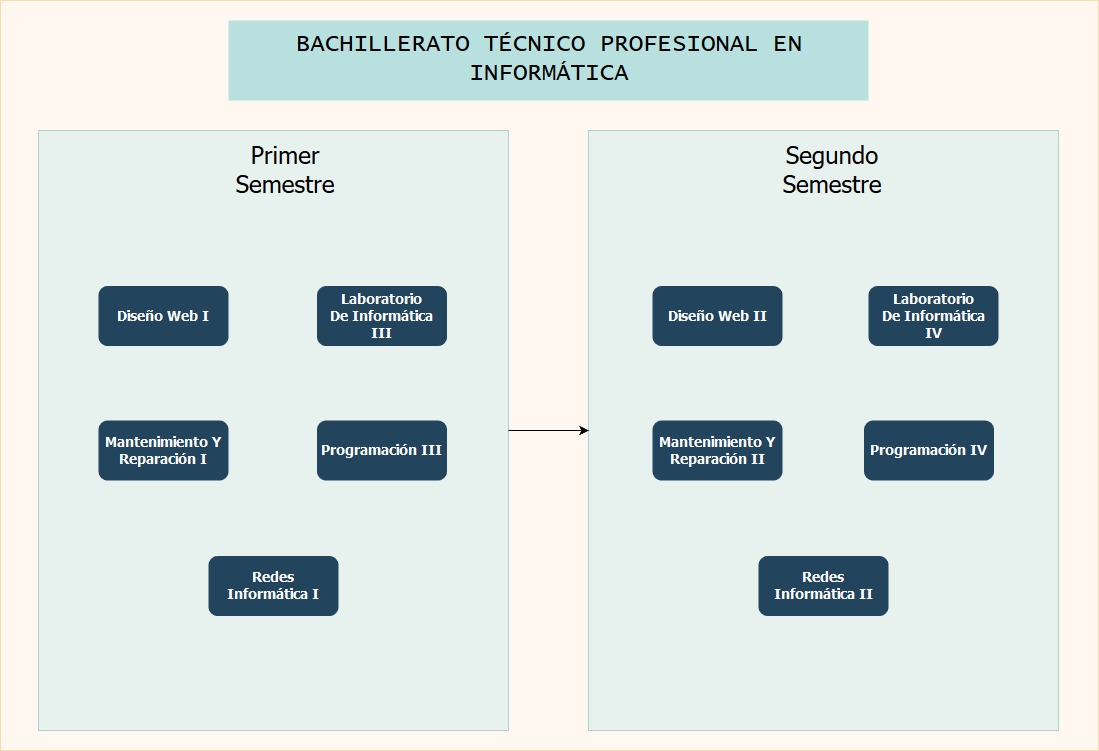 BACHILLERATO TÉCNICO PROFESIONAL EN
INFORMÁTICA
Primer
Semestre
Diseño Web I
Laboratorio
De Informática
III
Mantenimiento Y
Reparación I
Programación III
Redes
Informática I
Segundo
Semestre
Diseño Web II
Laboratorio
De Informática
IV
Mantenimiento Y
Reparación II
Programación IV
Redes
Informática II